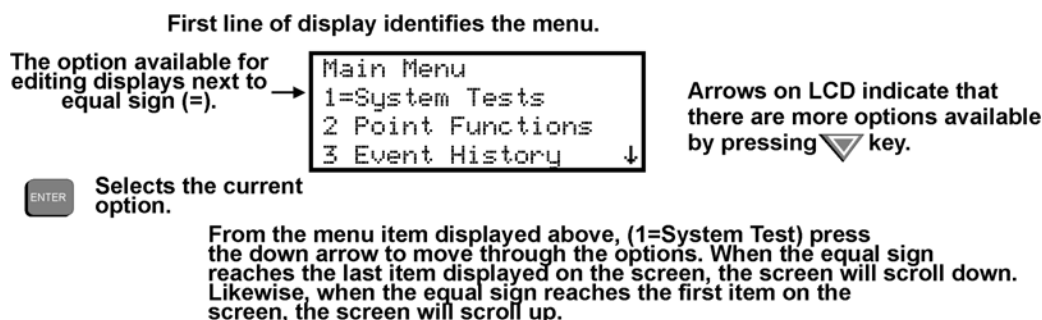 First line of display identifies the menu.
The option available for
editing displays next to
equal sign (=).
Main Menu
1=System Tests
2 Point Functions
3 Event History ↓
Arrows on LCD indicate that
there are more options available
by pressing key.
ENTER
Selects the current
option.
From the menu item displayed above, (1=System Test) press
the down arrow to move through the options. When the equal sign
reaches the last item displayed on the screen, the screen will scroll down.
Likewise, when the equal sign reaches the first item on the
screen, the screen will scroll up.